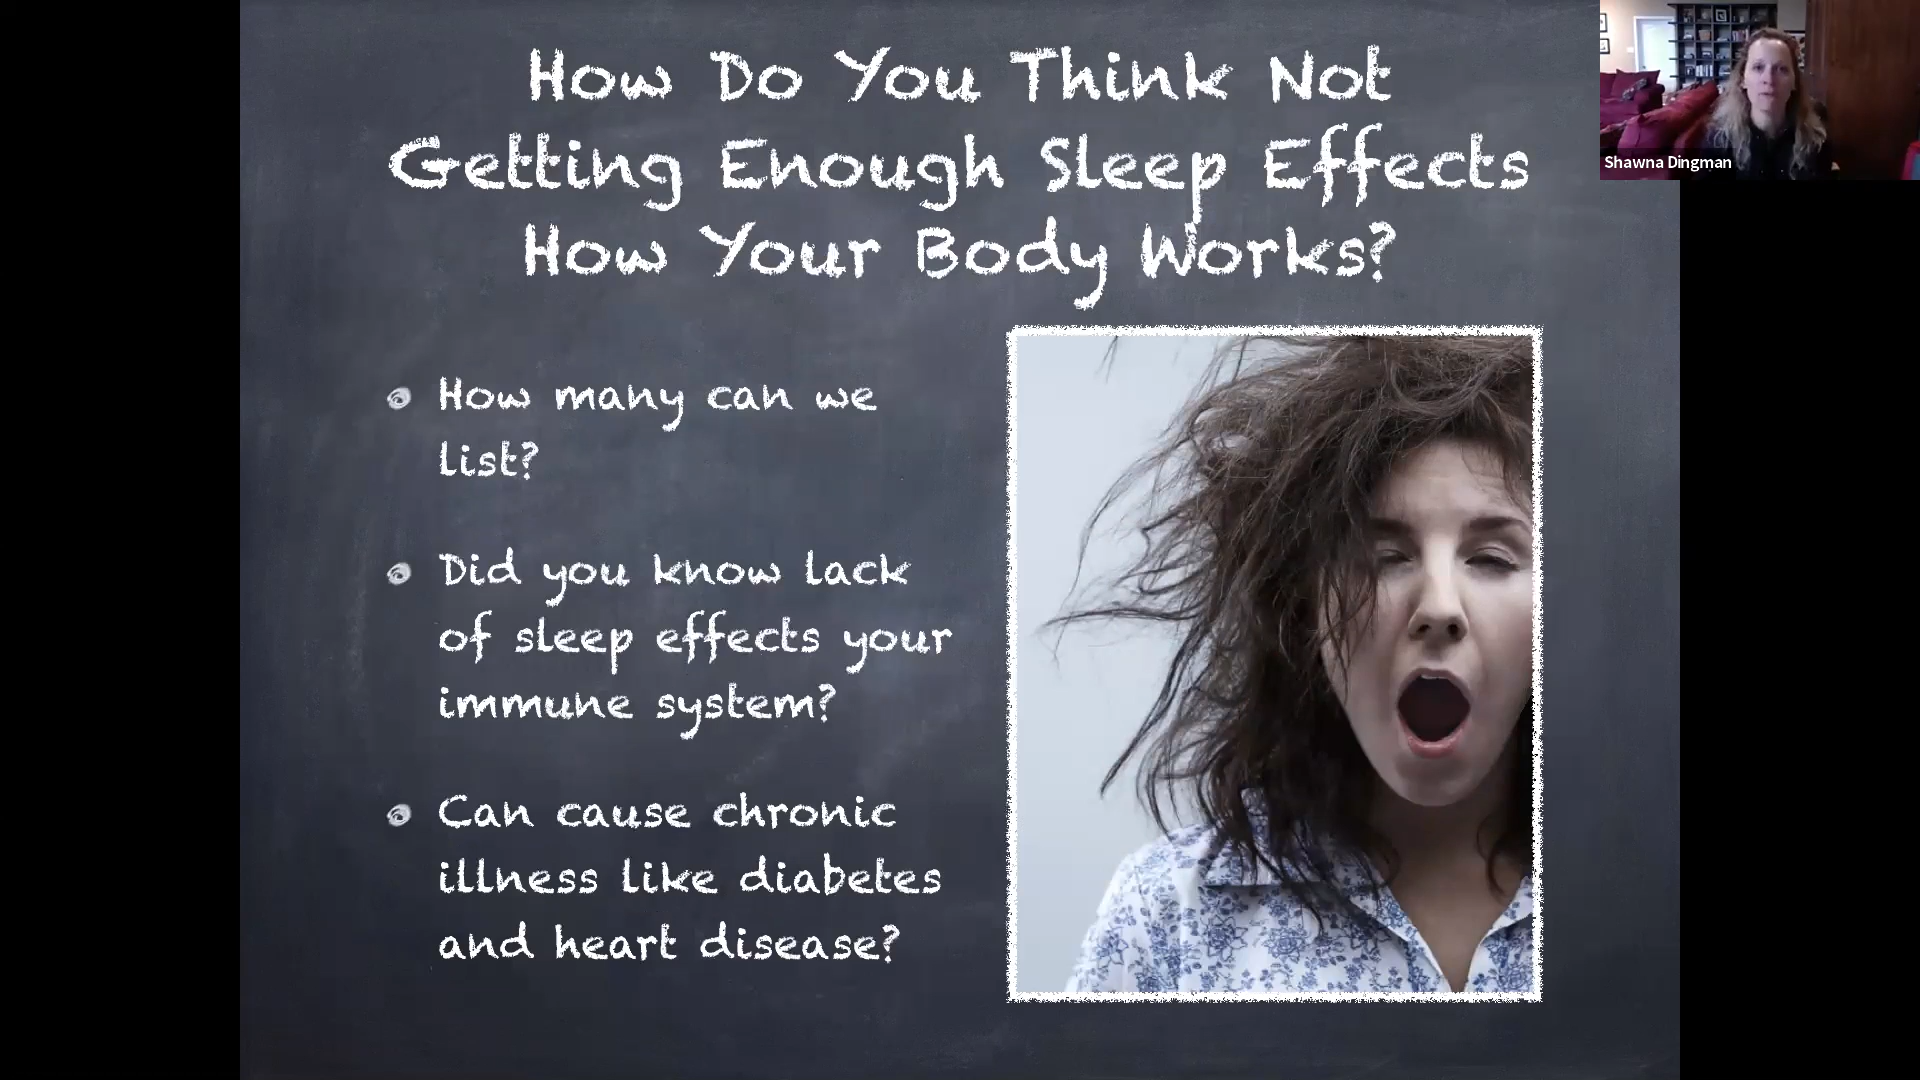 How Do You Think Not
Getting Enough Sleep Effects
How Your Body Works?
How many can we
list?
Did you know lack
of sleep effects your
immune system?
Can cause chronic
illness like diabetes
and heart disease?
Shawna Dingman